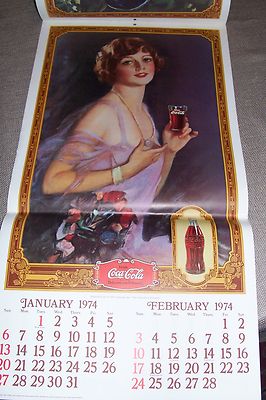 Coca-Cola
Coca-Cola
JANUARY 1974
Sun Mon Tues Wed Thurs Fri Sat
1 2 3 4 5
6 7 8 9 10 11 12
13 14 15 16 17 18 19
20 21 22 23 24 25 26
27 28 29 30 31
FEBRUARY 1974
Sun Mon Tues Wed Thurs Fri Sat
1 2
3 4 5 6 7 8 9
10 11 12 13 14 15 16
17 18 19 20 21 22 23
24 25 26 27 28